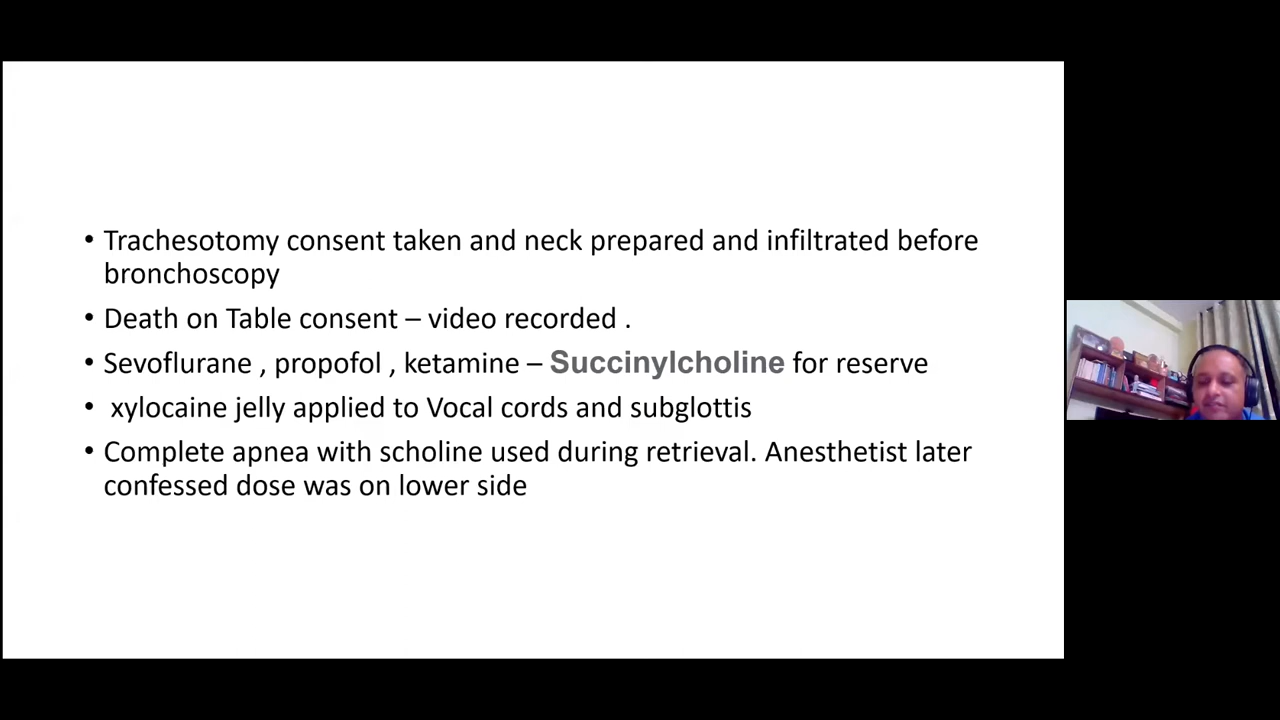 • Trachesotomy consent taken and neck prepared and infiltrated before
bronchoscopy
• Death on Table consent – video recorded .
• Sevoflurane , propofol , ketamine – Succinylcholine for reserve
• xylocaine jelly applied to Vocal cords and subglottis
• Complete apnea with scholine used during retrieval. Anesthetist later
confessed dose was on lower side